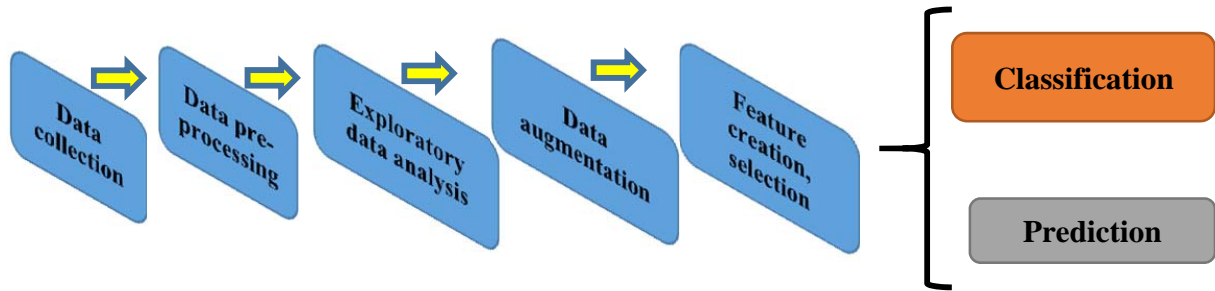 Data
collection
Data pre-
processing
Exploratory
data analysis
Data
augmentation
Feature
creation,
selection
Classification
Prediction